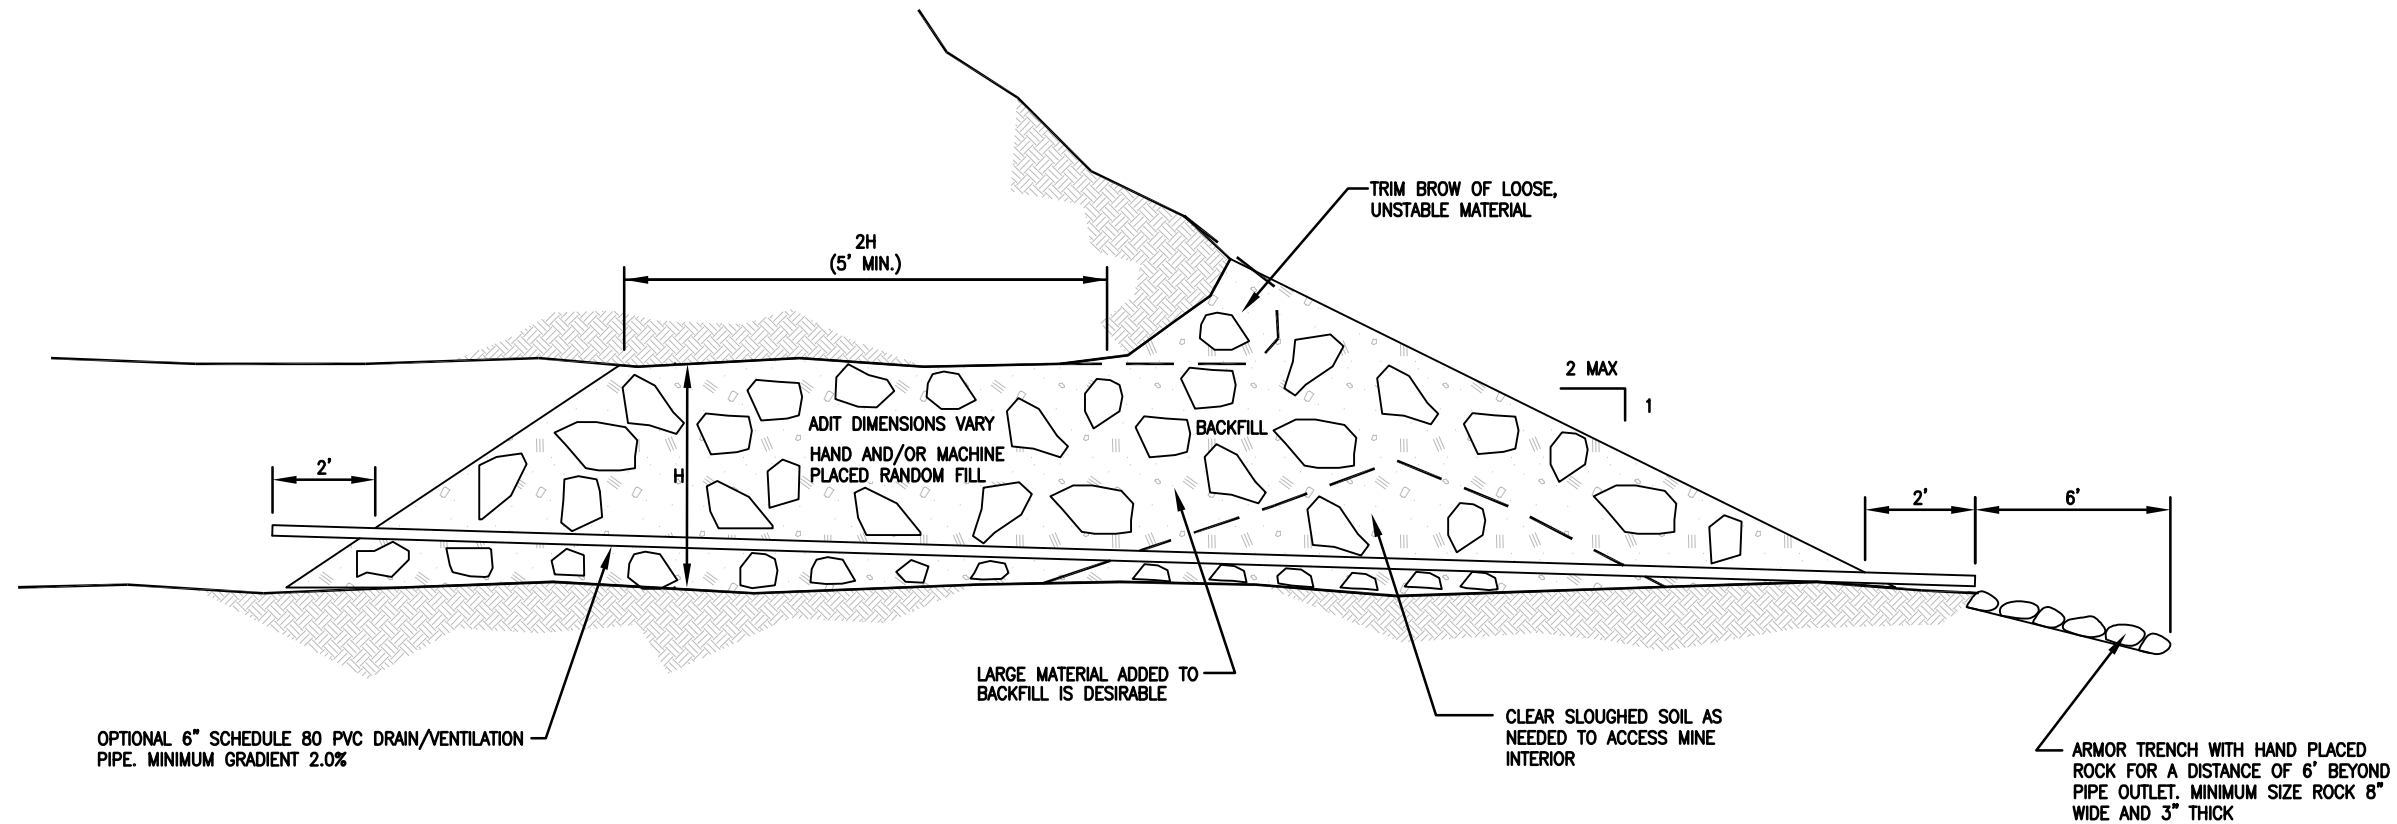 TRIM BROW OF LOOSE,
UNSTABLE MATERIAL
2H
(5' MIN.)
2 MAX
1
ADIT DIMENSIONS VARY
HAND AND/OR MACHINE
PLACED RANDOM FILL
BACKFILL
H
2'
2'
6'
LARGE MATERIAL ADDED TO
BACKFILL IS DESIRABLE
CLEAR SLOUGHED SOIL AS
NEEDED TO ACCESS MINE
INTERIOR
OPTIONAL 6" SCHEDULE 80 PVC DRAIN/VENTILATION
PIPE. MINIMUM GRADIENT 2.0%
ARMOR TRENCH WITH HAND PLACED
ROCK FOR A DISTANCE OF 6' BEYOND
PIPE OUTLET. MINIMUM SIZE ROCK 8"
WIDE AND 3" THICK